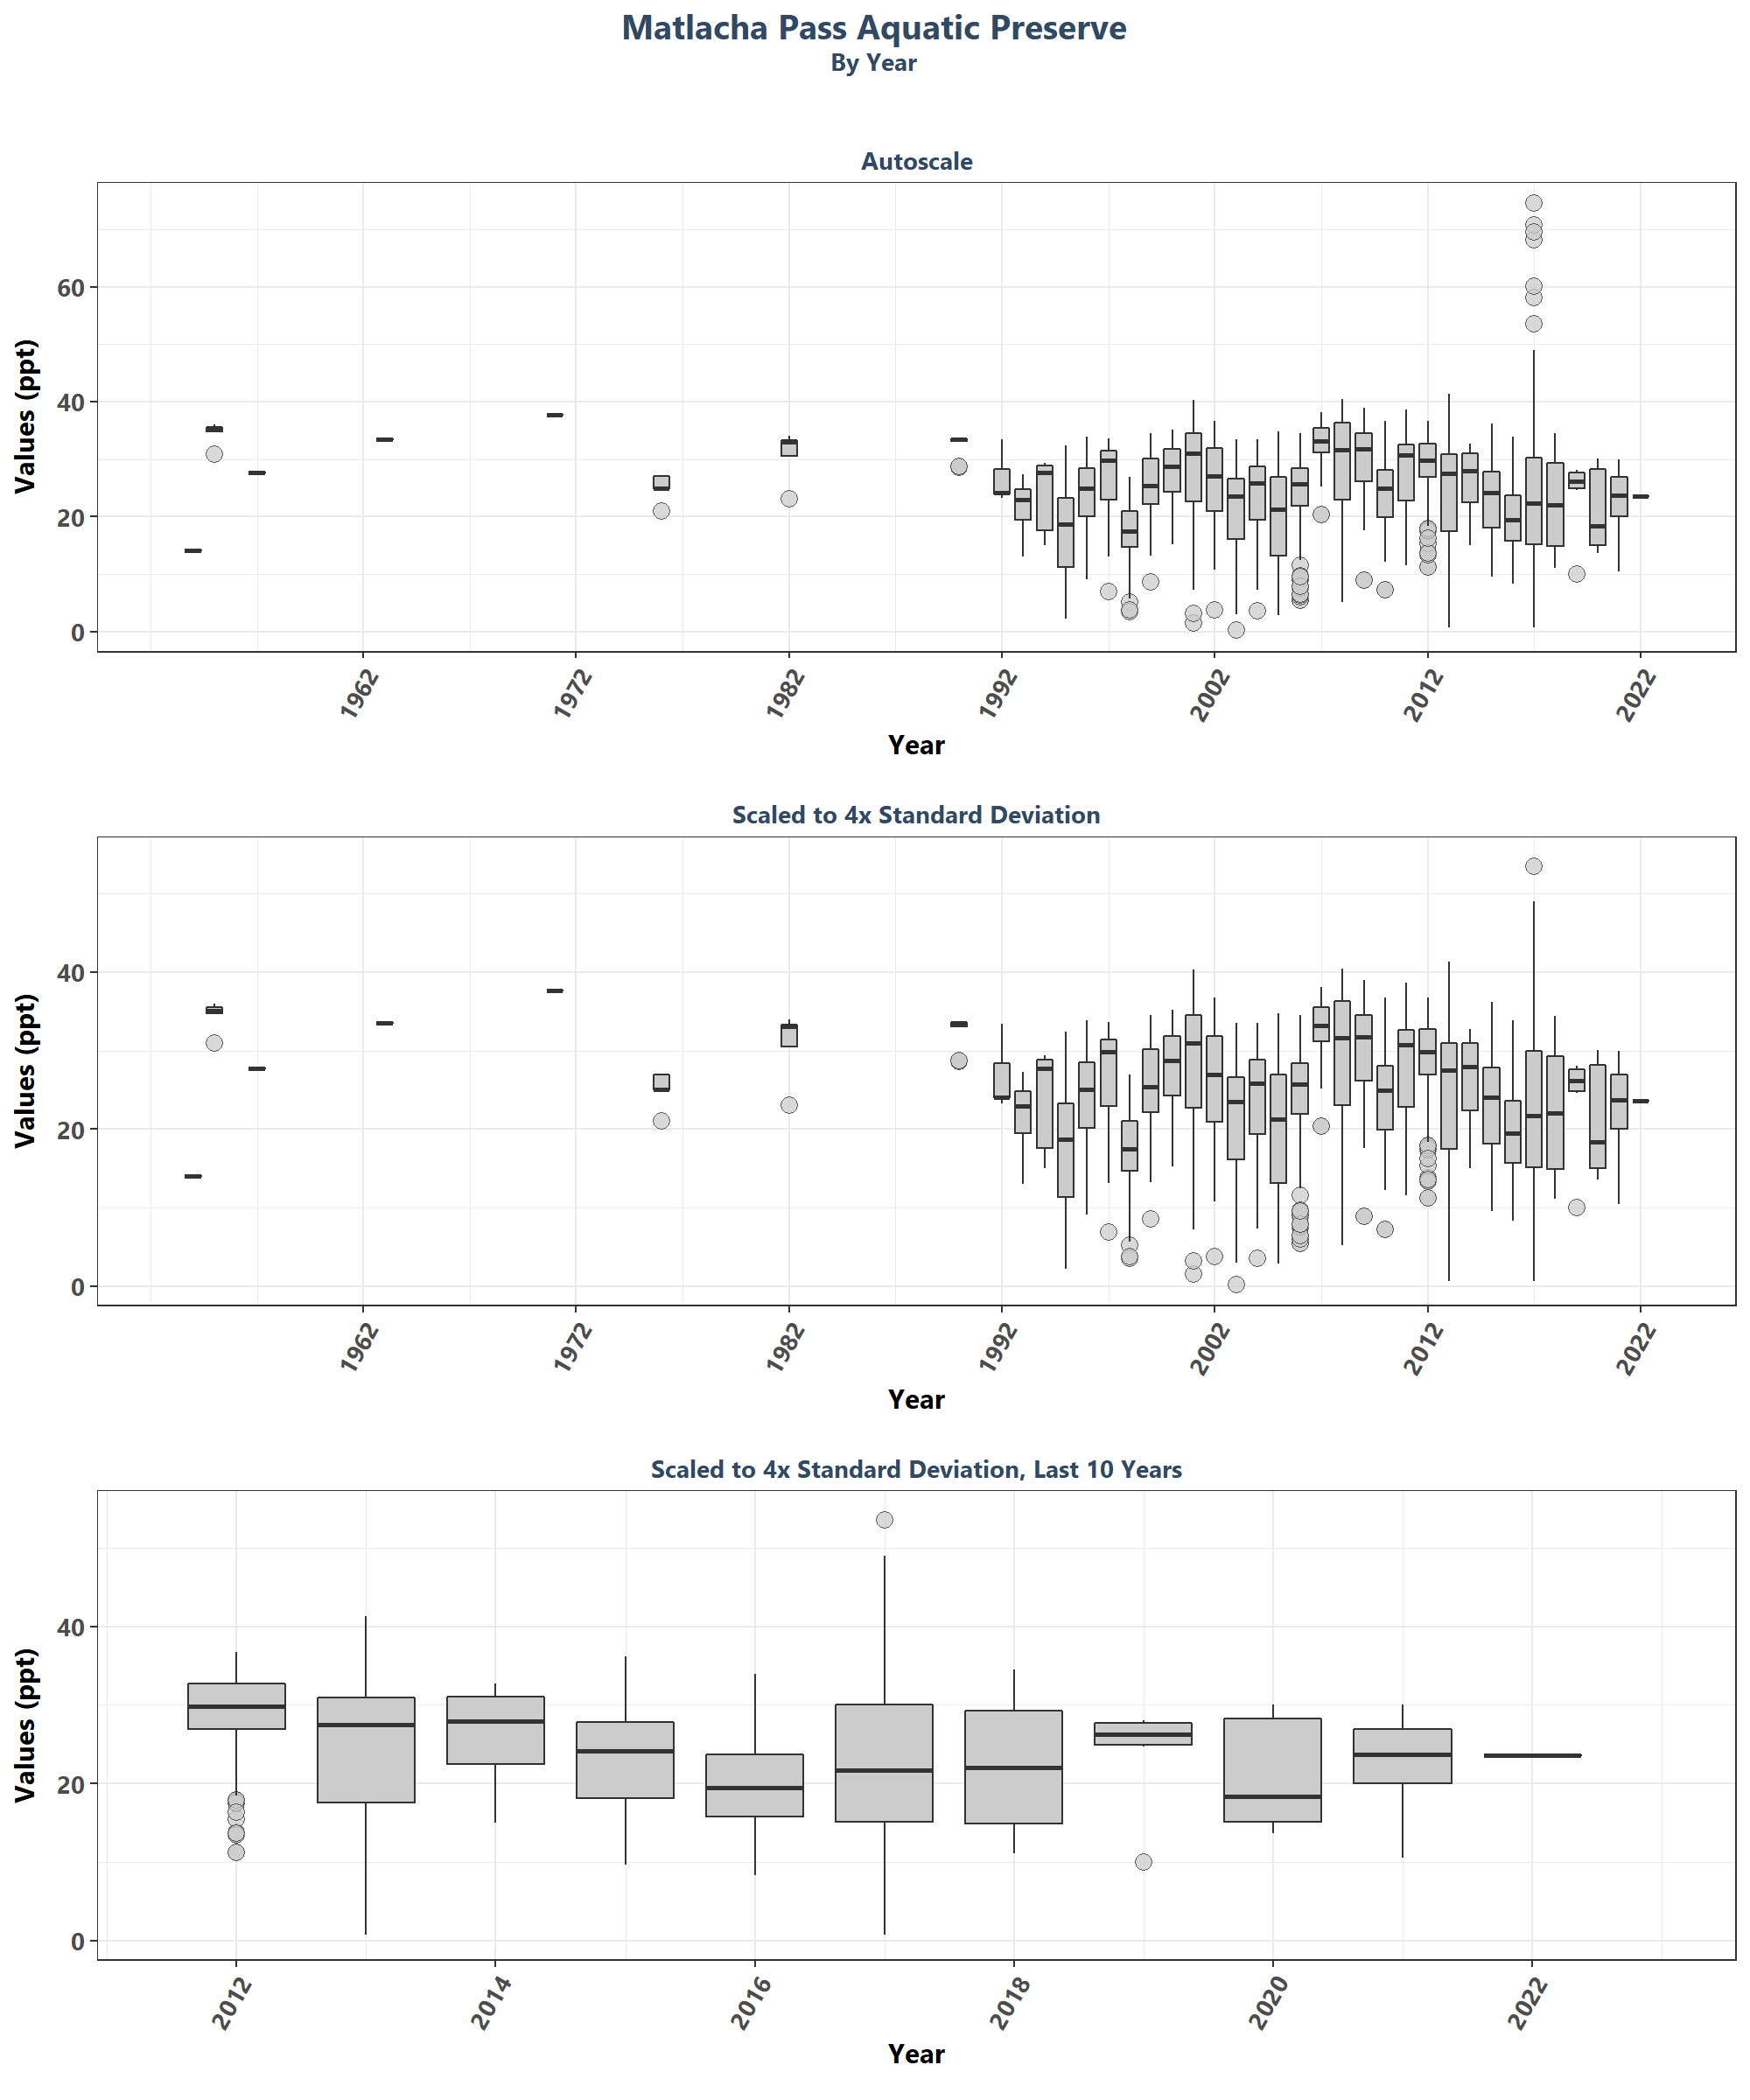 Matlacha Pass Aquatic Preserve
By Year
Autoscale
Values (ppt)
60
40
20
0
1962 1972 1982 1992 2002 2012 2022
Year
Scaled to 4x Standard Deviation
Values (ppt)
40
20
0
1962 1972 1982 1992 2002 2012 2022
Year
Scaled to 4x Standard Deviation, Last 10 Years
Values (ppt)
40
20
0
2012 2014 2016 2018 2020 2022
Year